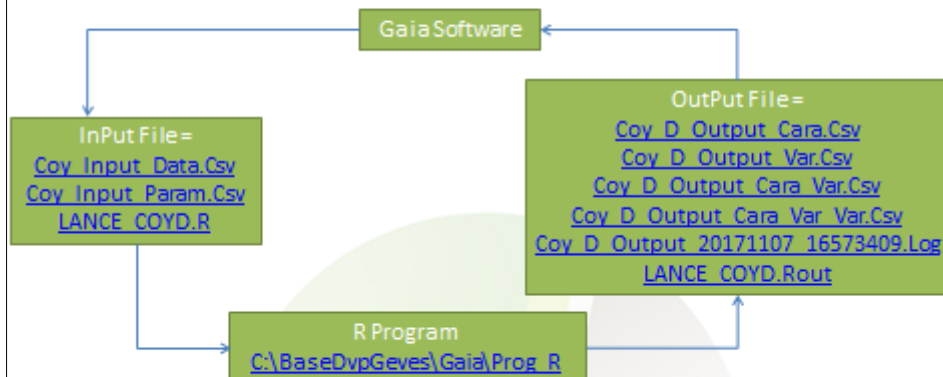 Gaia Software
InPut File=
Coy_Input_Data.Csv
Coy_Input_Param.Csv
LANCE_COYD.R
OutPut File=
Coy_D_Output_Cara.Csv
Coy_D_Output_Var.Csv
Coy_D_Output_Cara_Var.Csv
Coy_D_Output_Cara_Var_Var.Csv
Coy_D_Output_20171107_16573409.Log
LANCE_COYD.Rout
R Program
C:\BaseDvpGeves\Gaia\Prog_R